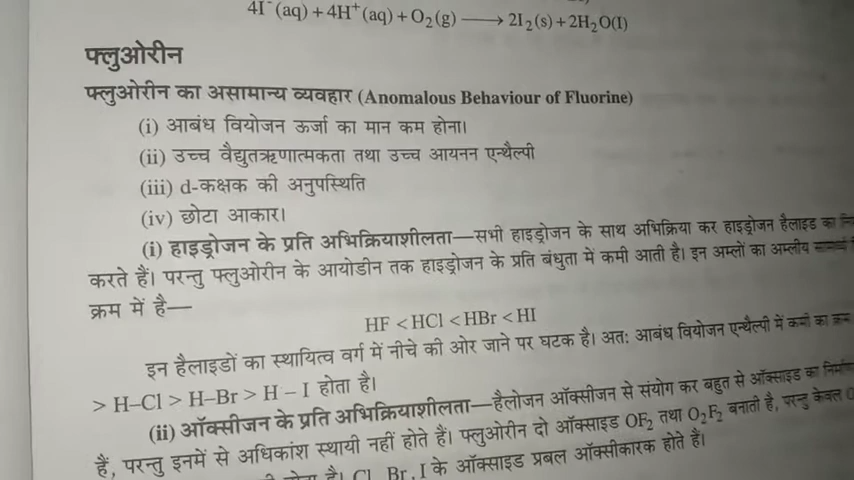 4I⁻(aq) + 4H⁺(aq) + O₂(g) ⟶ 2I₂(s) + 2H₂O(I)
फ्लुओरीन
फ्लुओरीन का असामान्य व्यवहार (Anomalous Behaviour of Fluorine)
(i) आबंध वियोजन ऊर्जा का मान कम होना।
(ii) उच्च वैद्युतऋणात्मकता तथा उच्च आयनन एन्थैल्पी
(iii) d-कक्षक की अनुपस्थिति
(iv) छोटा आकार।
(i) हाइड्रोजन के प्रति अभिक्रियाशीलता—सभी हाइड्रोजन के साथ अभिक्रिया कर हाइड्रोजन हैलाइड का
करते हैं। परन्तु फ्लुओरीन के आयोडीन तक हाइड्रोजन के प्रति बंधुता में कमी आती है। इन अम्लों का अम्लीय
क्रम में है—
HF < HCl < HBr < HI
इन हैलाइडों का स्थायित्व वर्ग में नीचे की ओर जाने पर घटक है। अतः आबंध वियोजन एन्थैल्पी में कमी का क्रम
> H–Cl > H–Br > H – I होता है।
(ii) ऑक्सीजन के प्रति अभिक्रियाशीलता—हैलोजन ऑक्सीजन से संयोग कर बहुत से ऑक्साइड का निर्माण
हैं, परन्तु इनमें से अधिकांश स्थायी नहीं होते हैं। फ्लुओरीन दो ऑक्साइड OF₂ तथा O₂F₂ बनाती है, परन्तु केवल
होता है। Cl, Br, I के ऑक्साइड प्रबल ऑक्सीकारक होते हैं।